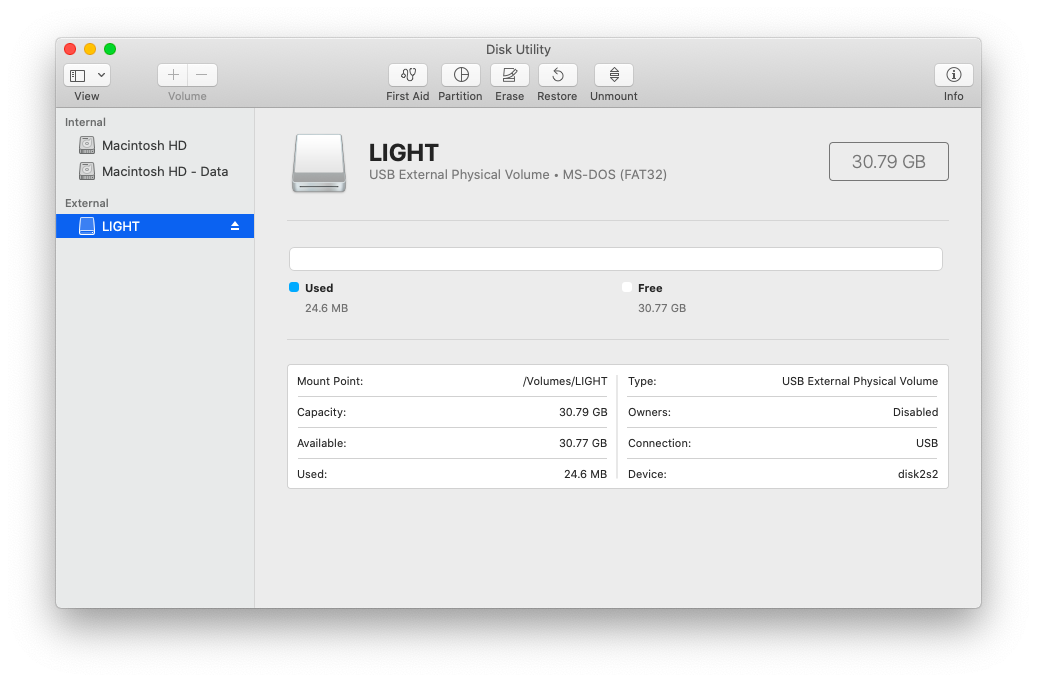 Disk Utility
View
Volume
First Aid Partition Erase Restore Unmount
Info
Internal
Macintosh HD
Macintosh HD - Data
External
LIGHT
LIGHT
USB External Physical Volume • MS-DOS (FAT32)
30.79 GB
Used
24.6 MB
Free
30.77 GB
Mount Point: /Volumes/LIGHT
Capacity: 30.79 GB
Available: 30.77 GB
Used: 24.6 MB
Type: USB External Physical Volume
Owners: Disabled
Connection: USB
Device: disk2s2